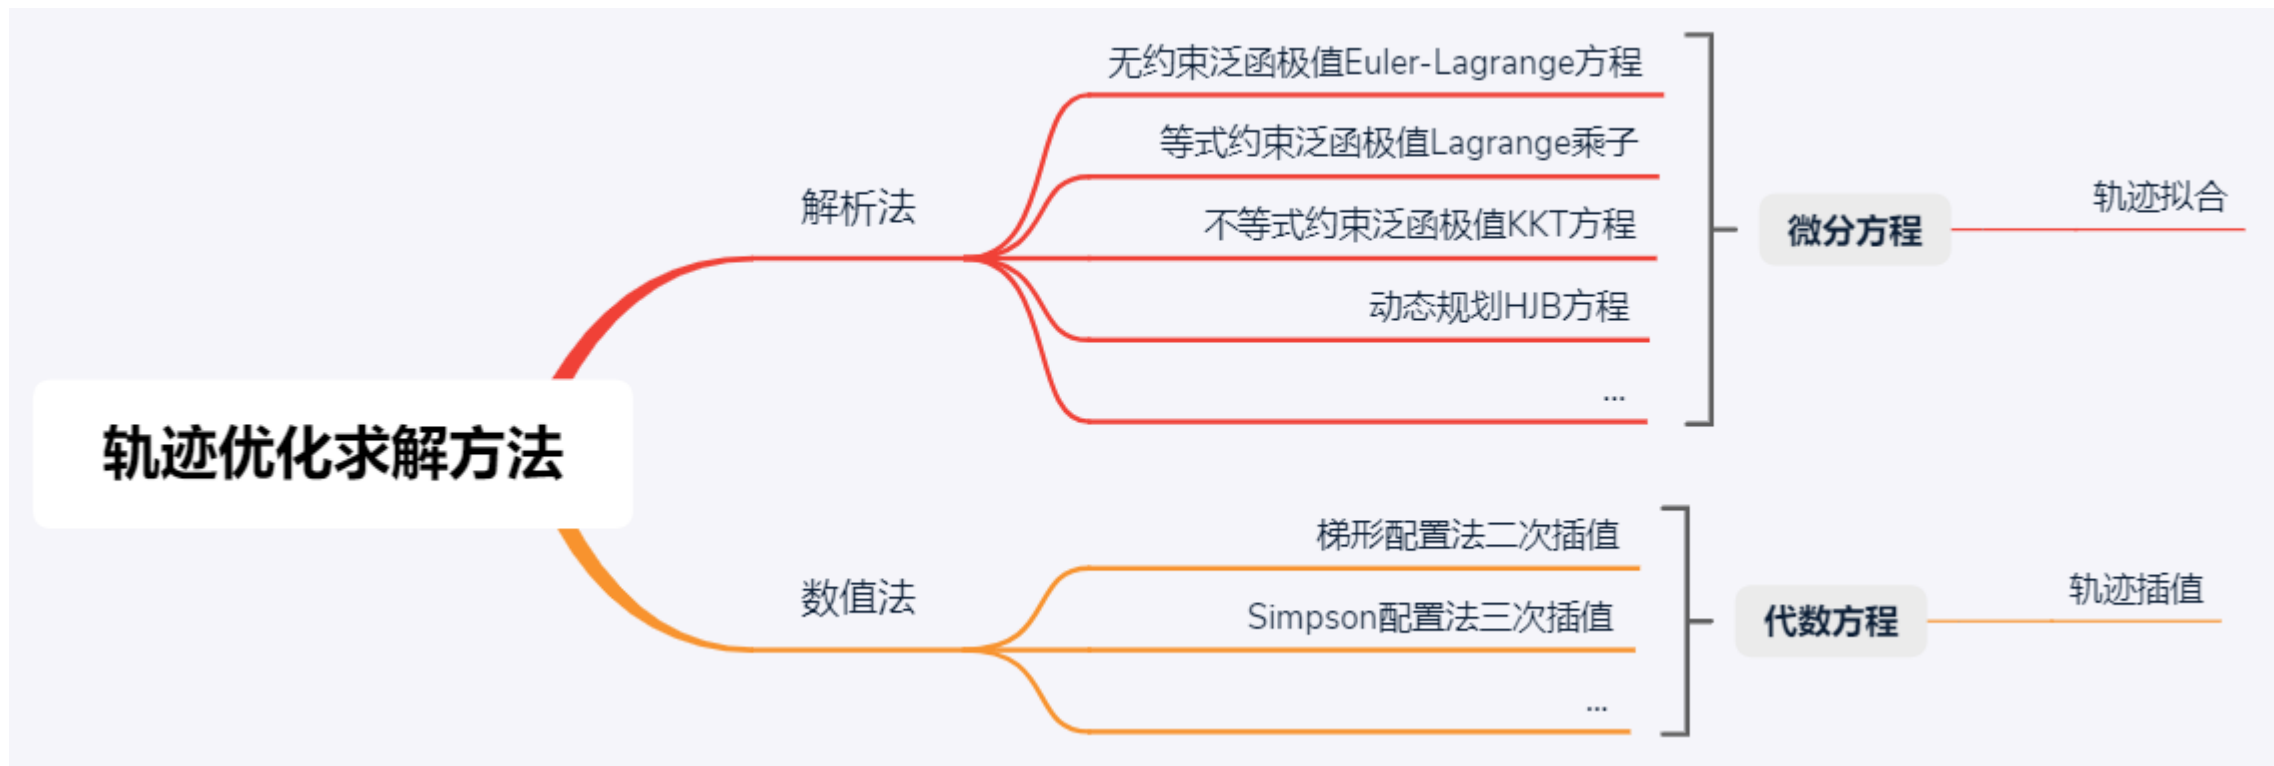 轨迹优化求解方法
解析法
无约束泛函极值Euler-Lagrange方程
等式约束泛函极值Lagrange乘子
不等式约束泛函极值KKT方程
动态规划HJB方程
...
微分方程
轨迹拟合
数值法
梯形配置法二次插值
Simpson配置法三次插值
...
代数方程
轨迹插值